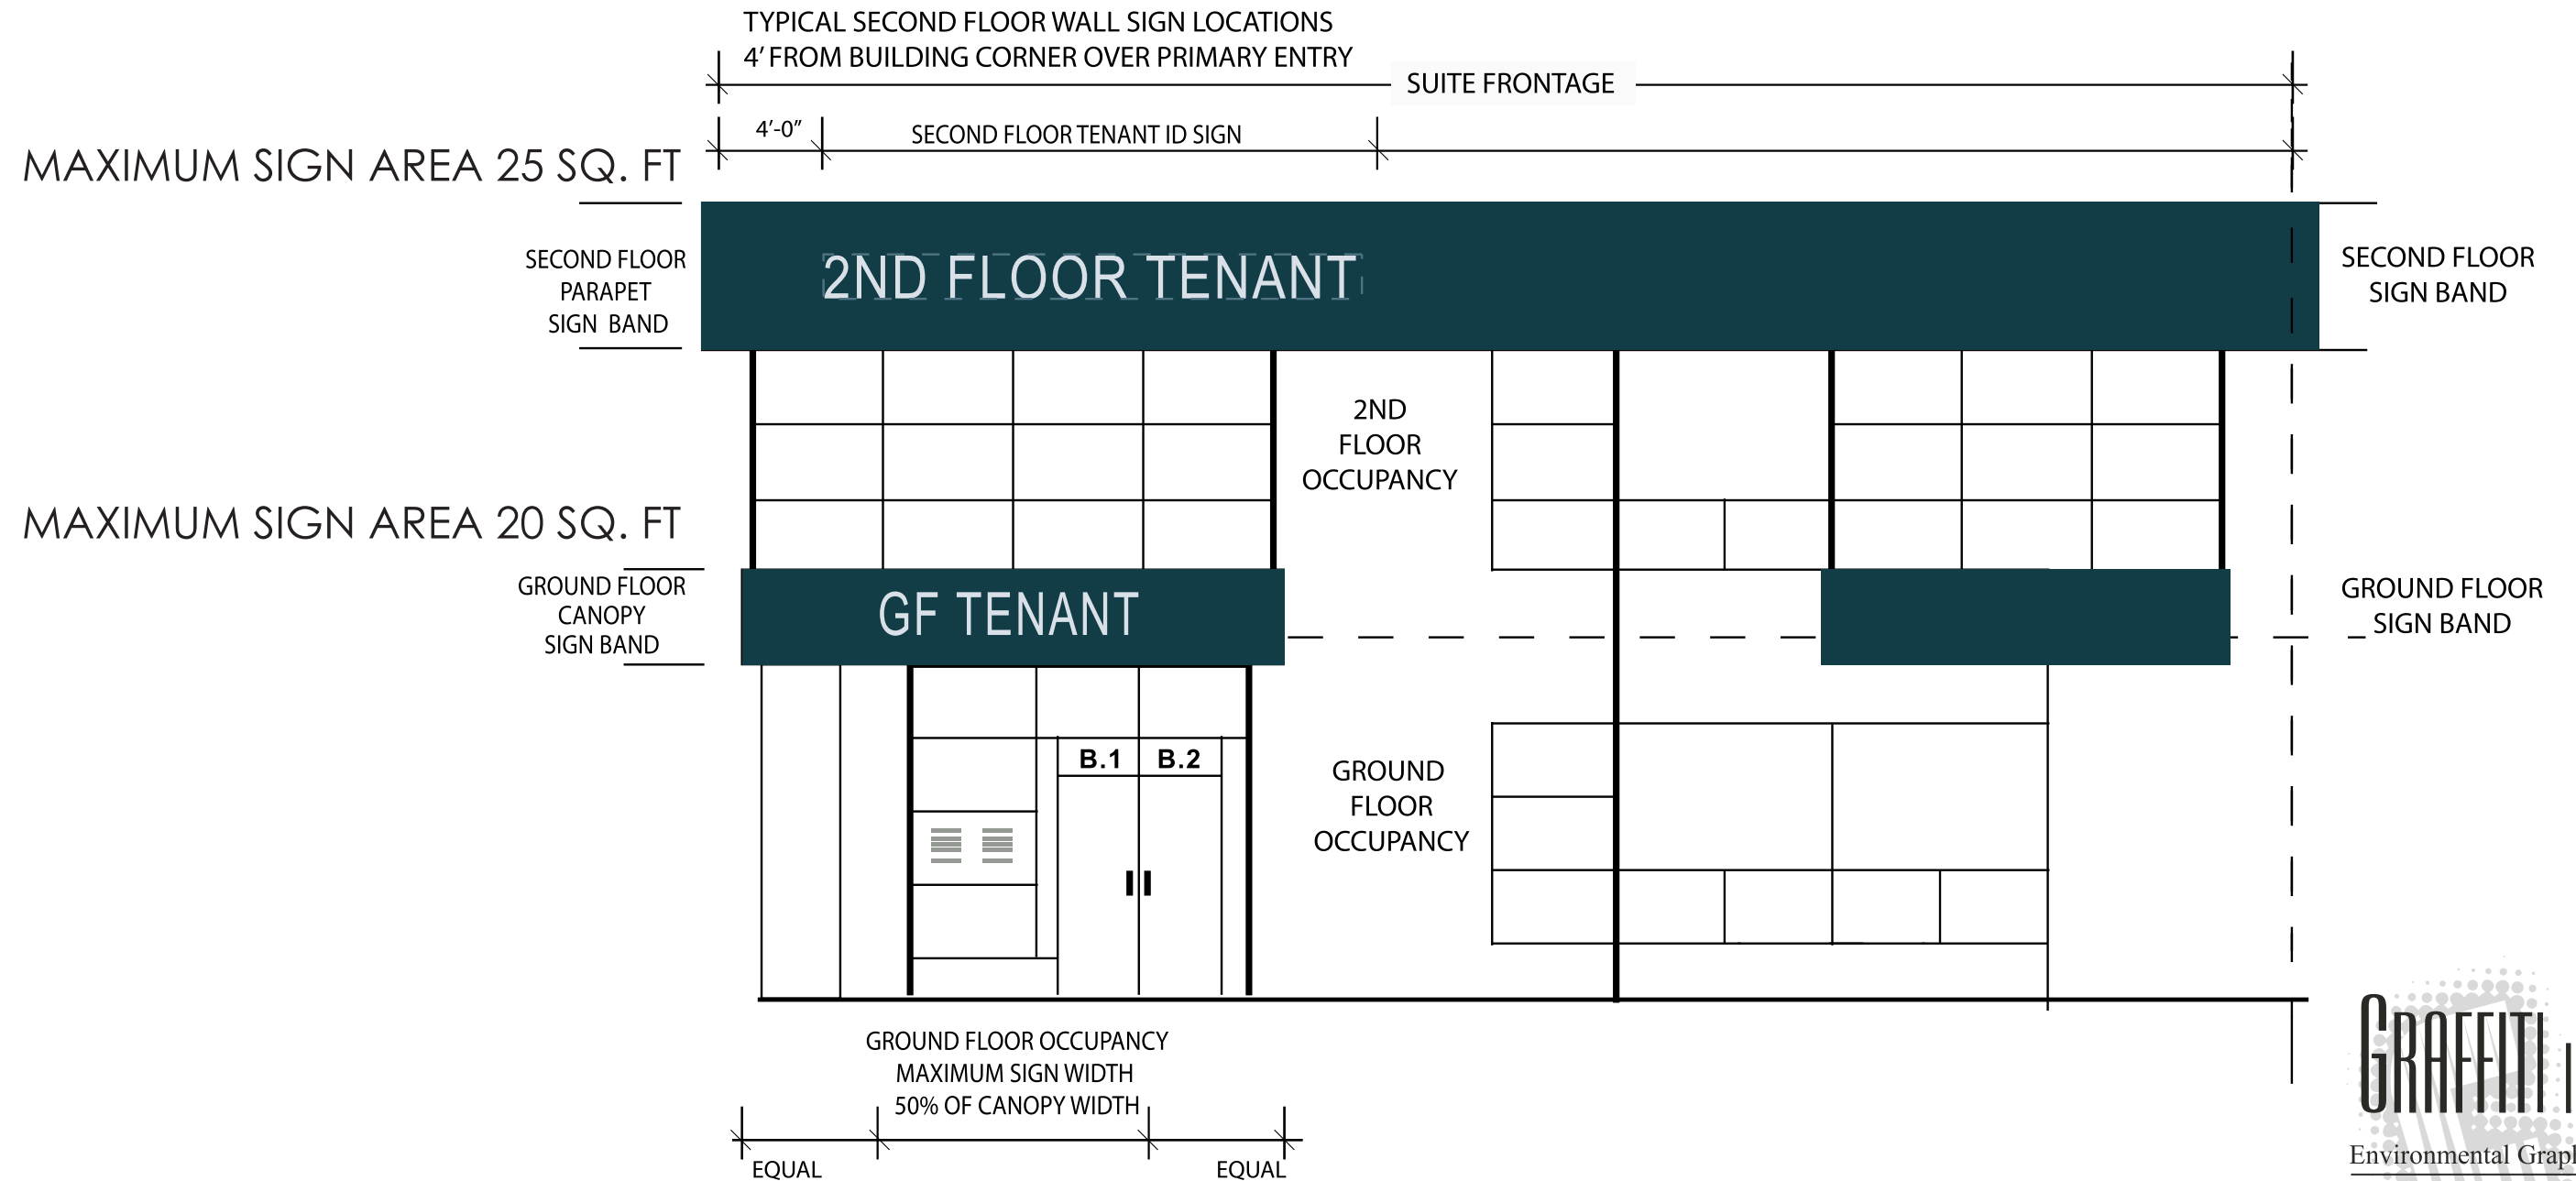 TYPICAL SECOND FLOOR WALL SIGN LOCATIONS
4’ FROM BUILDING CORNER OVER PRIMARY ENTRY
SUITE FRONTAGE
4’-0”
SECOND FLOOR TENANT ID SIGN
MAXIMUM SIGN AREA 25 SQ. FT
SECOND FLOOR
PARAPET
SIGN BAND
2ND FLOOR TENANT
SECOND FLOOR
SIGN BAND
2ND
FLOOR
OCCUPANCY
MAXIMUM SIGN AREA 20 SQ. FT
GROUND FLOOR
CANOPY
SIGN BAND
GF TENANT
GROUND FLOOR
SIGN BAND
B.1 B.2
GROUND
FLOOR
OCCUPANCY
GROUND FLOOR OCCUPANCY
MAXIMUM SIGN WIDTH
50% OF CANOPY WIDTH
EQUAL
EQUAL
GRAFFITI
Environmental